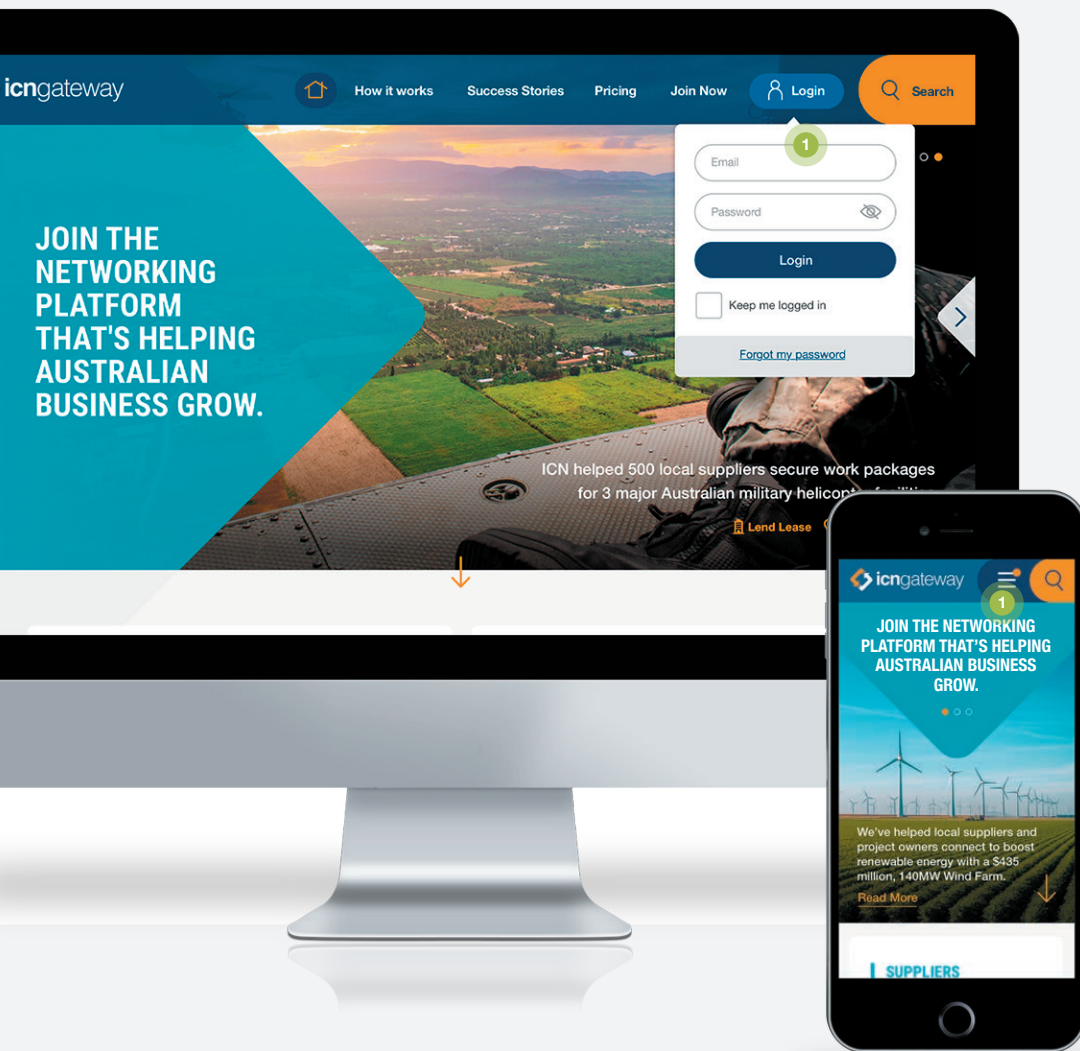 icngateway
How it works
Success Stories
Pricing
Join Now
Login
Search
1
Email
Password
Login
Keep me logged in
Forgot my password
JOIN THE
NETWORKING
PLATFORM
THAT'S HELPING
AUSTRALIAN
BUSINESS GROW.
ICN helped 500 local suppliers secure work packages
for 3 major Australian military
Lend Lease
icngateway
1
JOIN THE NETWORKING
PLATFORM THAT'S HELPING
AUSTRALIAN BUSINESS
GROW.
We've helped local suppliers and
project owners connect to boost
renewable energy with a $435
million, 140MW Wind Farm.
Read More
SUPPLIERS